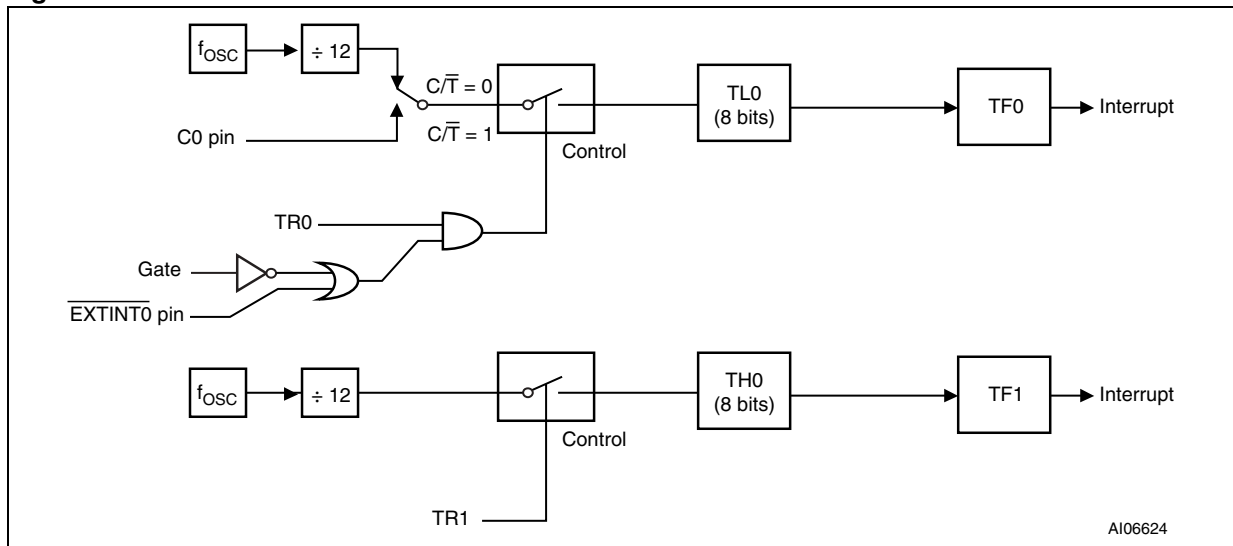 fOSC
÷ 12
C/T̅ = 0
C0 pin
C/T̅ = 1
Control
TL0
(8 bits)
TF0
Interrupt
TR0
Gate
E̅X̅T̅I̅N̅T̅0̅ pin
fOSC
÷ 12
Control
TH0
(8 bits)
TF1
Interrupt
TR1
AI06624